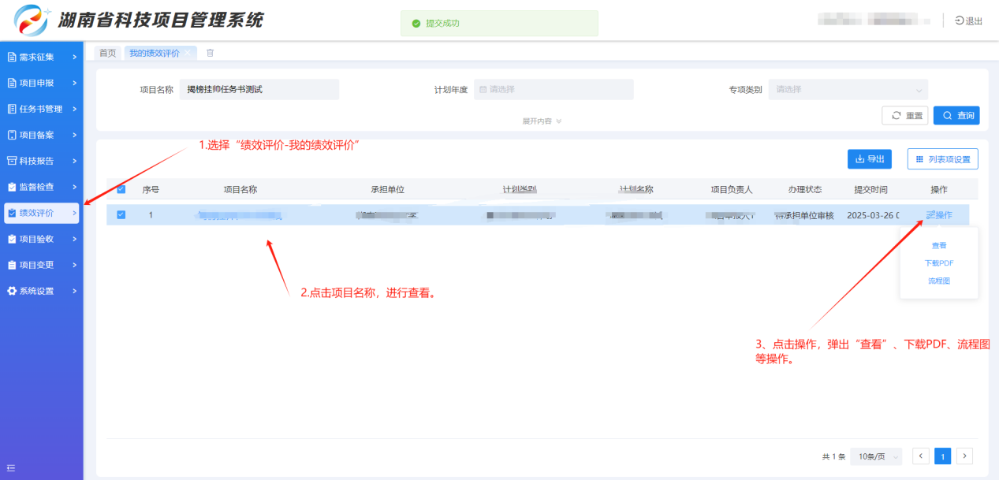 湖南省科技项目管理系统
提交成功
退出
首页
我的绩效评价
需求征集
项目申报
任务书管理
项目备案
科技报告
监督检查
绩效评价
项目验收
项目变更
系统设置
项目名称 揭榜挂帅任务书测试
计划年度 请选择
专项类别 请选择
展开内容
重置
查询
1.选择“绩效评价-我的绩效评价”
导出
列表项设置
序号 项目名称 承担单位 计划类别 计划名称 项目负责人 办理状态 提交时间 操作
1 待承担单位审核 2025-03-26 操作
查看
下载PDF
流程图
2.点击项目名称，进行查看。
3、点击操作，弹出“查看”、下载PDF、流程图
等操作。
共 1 条 10条/页 1